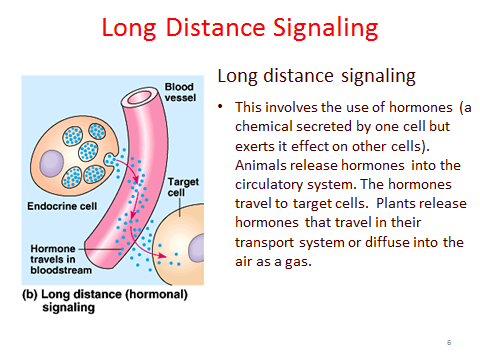 Long Distance Signaling
Blood
vessel
Endocrine cell
Target
cell
Hormone
travels in
bloodstream
(b) Long distance (hormonal)
signaling
Long distance signaling
• This involves the use of hormones (a
chemical secreted by one cell but
exerts it effect on other cells).
Animals release hormones into the
circulatory system. The hormones
travel to target cells. Plants release
hormones that travel in their
transport system or diffuse into the
air as a gas.
6